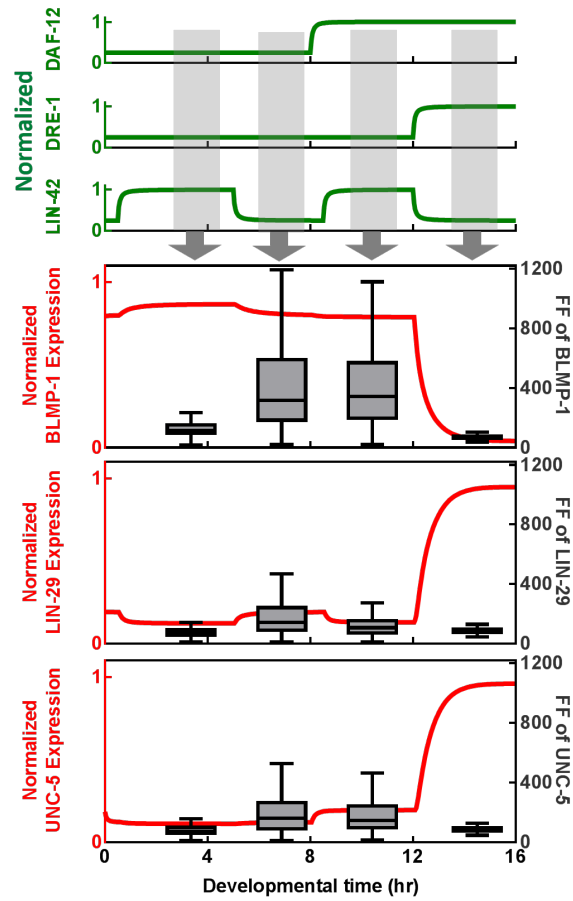 Normalized
DAF-12
1
0
DRE-1
1
0
LIN-42
1
0
Normalized
BLMP-1 Expression
1
0
1200
800
400
0
FF of
BLMP-1
Normalized
LIN-29 Expression
1
0
1200
800
400
0
FF of LIN-29
Normalized
UNC-5 Expression
1
0
1200
800
400
0
FF of UNC-5
0 4 8 12 16
Developmental time (hr)